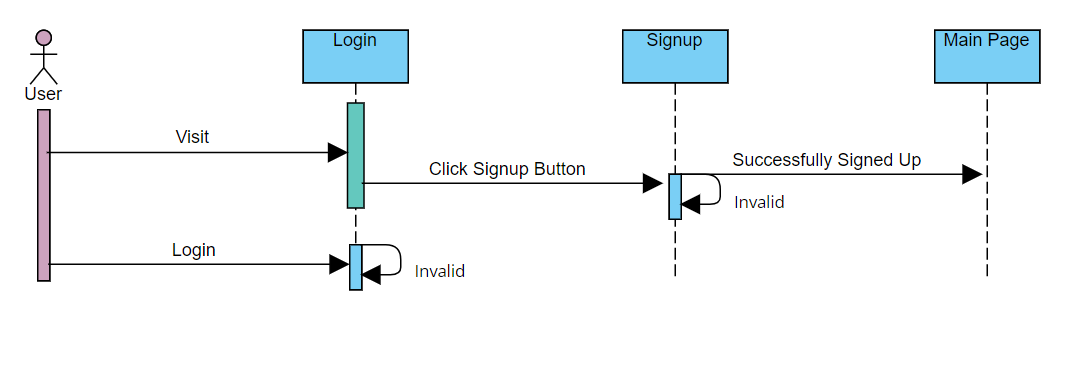 Login
Signup
Main Page
User
Visit
Successfully Signed Up
Click Signup Button
Invalid
Login
Invalid